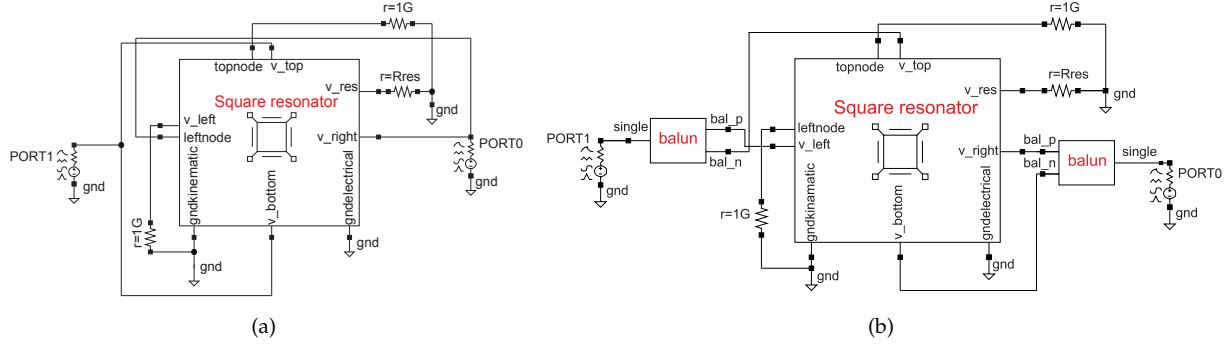 r=1G
topnode
v_top
v_res
r=Rres
gnd
Square resonator
v_left
leftnode
v_right
PORT1
gnd
PORT0
gnd
r=1G
gndkinematic
v_bottom
gndelectrical
gnd
gnd
(a)
r=1G
topnode
v_top
v_res
r=Rres
gnd
Square resonator
PORT1
single
balun
bal_p
bal_n
leftnode
v_left
v_right
bal_p
bal_n
balun
single
PORT0
gnd
gnd
r=1G
gndkinamatic
v_bottom
gndelectrical
gnd
gnd
(b)